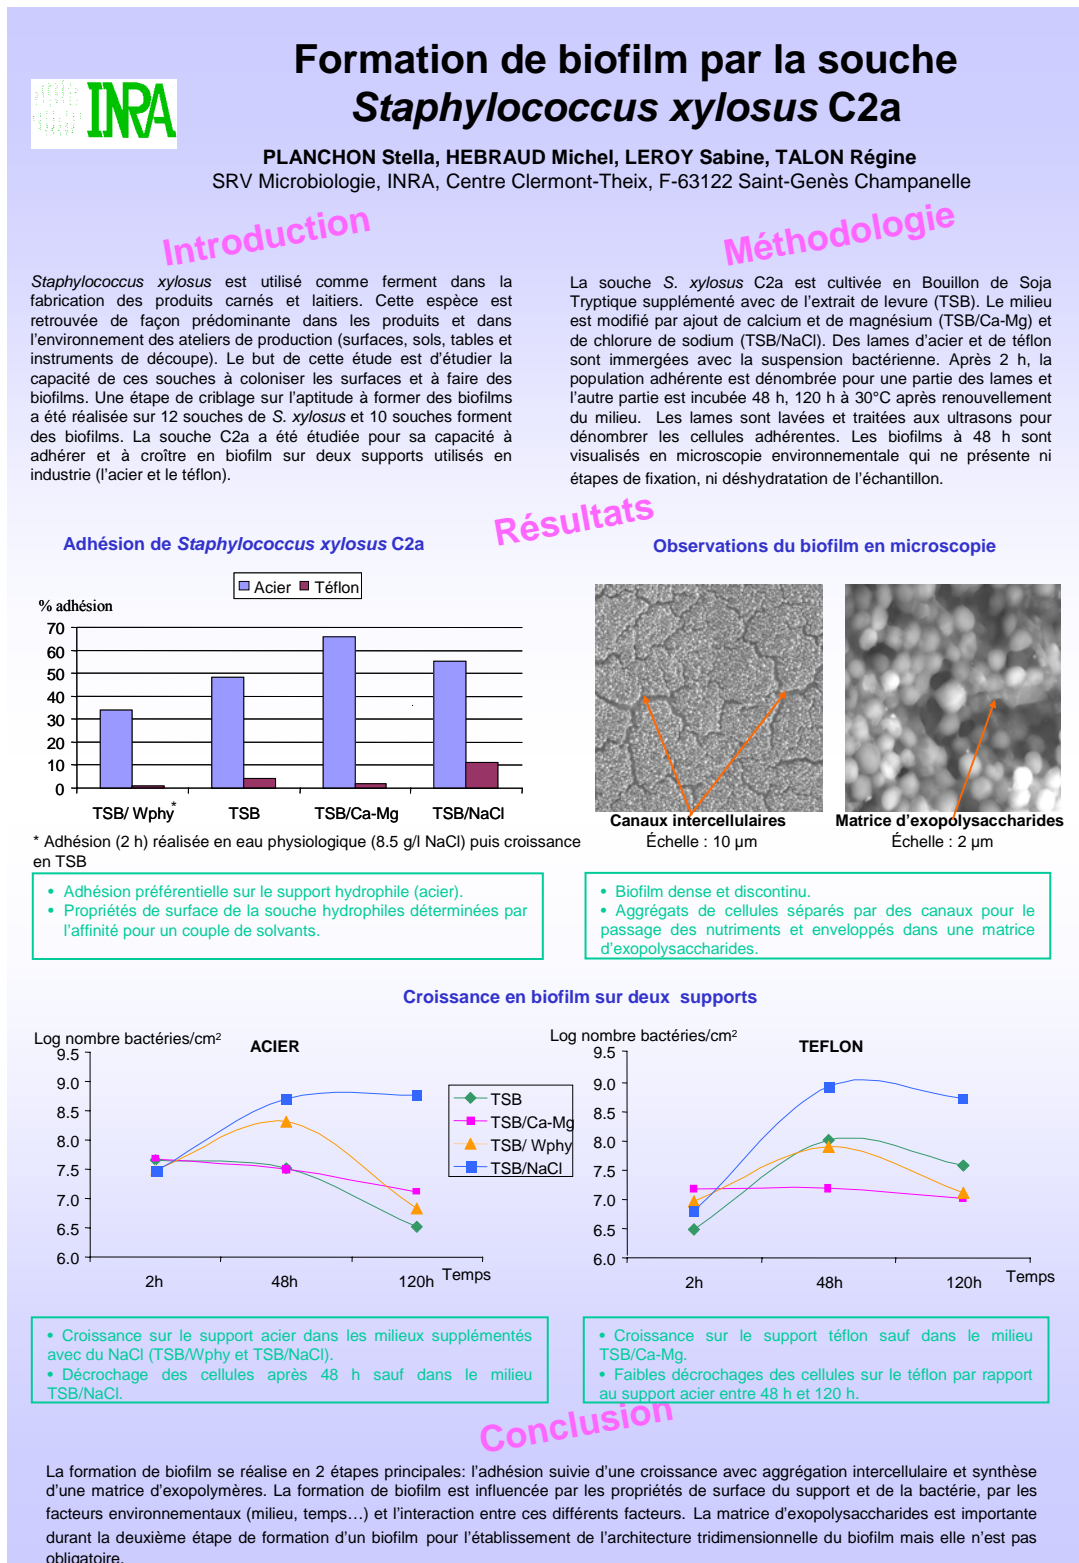 Formation de biofilm par la souche
Staphylococcus xylosus C2a
INRA
PLANCHON Stella, HEBRAUD Michel, LEROY Sabine, TALON Régine
SRV Microbiologie, INRA, Centre Clermont-Theix, F-63122 Saint-Genès Champanelle
Introduction
Staphylococcus xylosus est utilisé comme ferment dans la
fabrication des produits carnés et laitiers. Cette espèce est
retrouvée de façon prédominante dans les produits et dans
l'environnement des ateliers de production (surfaces, sols, tables et
instruments de découpe). Le but de cette étude est d'étudier la
capacité de ces souches à coloniser les surfaces et à faire des
biofilms. Une étape de criblage sur l'aptitude à former des biofilms
a été réalisée sur 12 souches de S. xylosus et 10 souches forment
des biofilms. La souche C2a a été étudiée pour sa capacité à
adhérer et à croître en biofilm sur deux supports utilisés en
industrie (l'acier et le téflon).
Méthodologie
La souche S. xylosus C2a est cultivée en Bouillon de Soja
Tryptique supplémenté avec de l'extrait de levure (TSB). Le milieu
est modifié par ajout de calcium et de magnésium (TSB/Ca-Mg) et
de chlorure de sodium (TSB/NaCl). Des lames d'acier et de téflon
sont immergées avec la suspension bactérienne. Après 2 h, la
population adhérente est dénombrée pour une partie des lames et
l'autre partie est incubée 48 h, 120 h à 30°C après renouvellement
du milieu. Les lames sont lavées et traitées aux ultrasons pour
dénombrer les cellules adhérentes. Les biofilms à 48 h sont
visualisés en microscopie environnementale qui ne présente ni
étapes de fixation, ni déshydratation de l'échantillon.
Résultats
Adhésion de Staphylococcus xylosus C2a
Acier Téflon
% adhésion
70
60
50
40
30
20
10
0
TSB/ Wphy* TSB TSB/Ca-Mg TSB/NaCl
* Adhésion (2 h) réalisée en eau physiologique (8.5 g/l NaCl) puis croissance
en TSB
• Adhésion préférentielle sur le support hydrophile (acier).
• Propriétés de surface de la souche hydrophiles déterminées par
l'affinité pour un couple de solvants.
Observations du biofilm en microscopie
Canaux intercellulaires
Échelle : 10 µm
Matrice d'exopolysaccharides
Échelle : 2 µm
• Biofilm dense et discontinu.
• Aggrégats de cellules séparés par des canaux pour le
passage des nutriments et enveloppés dans une matrice
d'exopolysaccharides.
Croissance en biofilm sur deux supports
Log nombre bactéries/cm²
ACIER
9.5
9.0
8.5
8.0
7.5
7.0
6.5
6.0
2h 48h 120h Temps
TSB
TSB/Ca-Mg
TSB/ Wphy
TSB/NaCl
Log nombre bactéries/cm²
TEFLON
9.5
9.0
8.5
8.0
7.5
7.0
6.5
6.0
2h 48h 120h Temps
• Croissance sur le support acier dans les milieux supplémentés
avec du NaCl (TSB/Wphy et TSB/NaCl).
• Décrochage des cellules après 48 h sauf dans le milieu
TSB/NaCl.
• Croissance sur le support téflon sauf dans le milieu
TSB/Ca-Mg.
• Faibles décrochages des cellules sur le téflon par rapport
au support acier entre 48 h et 120 h.
Conclusion
La formation de biofilm se réalise en 2 étapes principales: l'adhésion suivie d'une croissance avec aggrégation intercellulaire et synthèse
d'une matrice d'exopolymères. La formation de biofilm est influencée par les propriétés de surface du support et de la bactérie, par les
facteurs environnementaux (milieu, temps…) et l'interaction entre ces différents facteurs. La matrice d'exopolysaccharides est importante
durant la deuxième étape de formation d'un biofilm pour l'établissement de l'architecture tridimensionnelle du biofilm mais elle n'est pas
obligatoire.